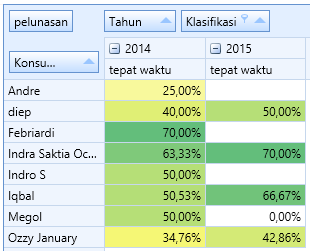 pelunasan Tahun Klasifikasi
2014 2015
Konsu... tepat waktu tepat waktu
Andre 25,00%
diep 40,00% 50,00%
Febriardi 70,00%
Indra Saktia Oc... 63,33% 70,00%
Indro S 50,00%
Iqbal 50,53% 66,67%
Megol 50,00% 0,00%
Ozzy January 34,76% 42,86%